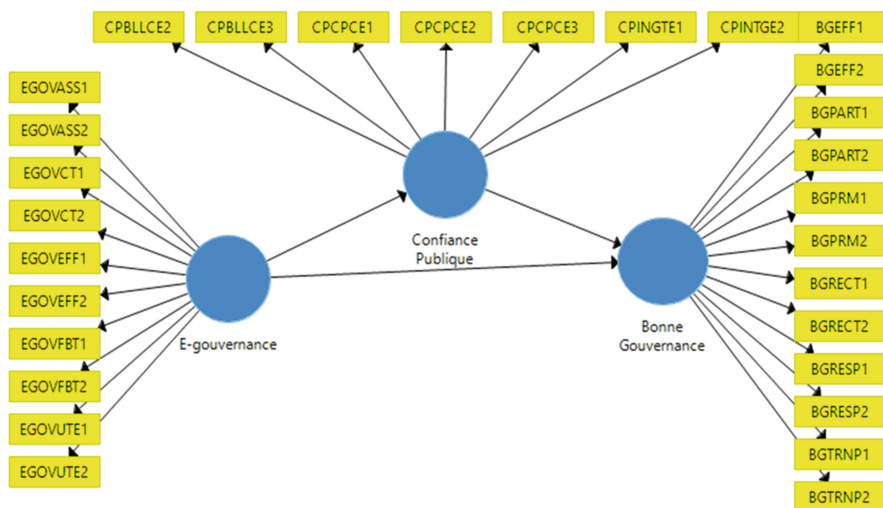 CPBLLCE2
CPBLLCE3
CPCPCE1
CPCPCE2
CPCPCE3
CPINGTE1
CPINTGE2
BGEFF1
EGOVASS1
EGOVASS2
EGOVCT1
EGOVCT2
EGOVEFF1
EGOVEFF2
EGOVFBT1
EGOVFBT2
EGOVUTE1
EGOVUTE2
E-gouvernance
Confiance
Publique
Bonne
Gouvernance
BGEFF2
BGPART1
BGPART2
BGPRM1
BGPRM2
BGRECT1
BGRECT2
BGRESP1
BGRESP2
BGTRNP1
BGTRNP2